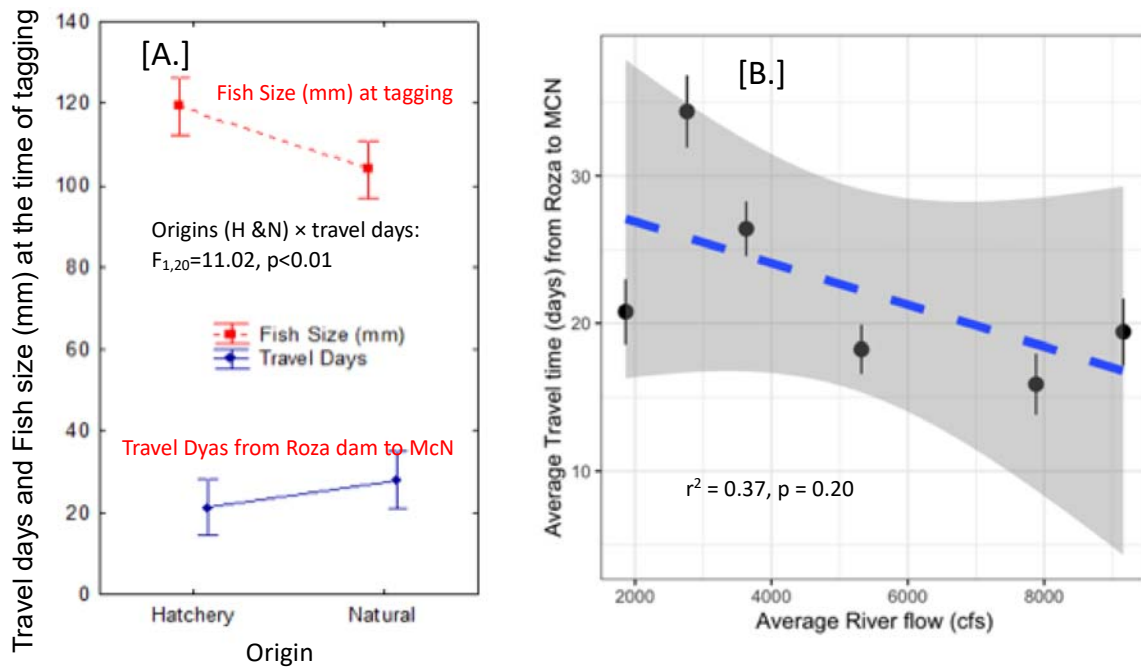 Travel days and Fish size (mm) at the time of tagging
140
120
100
80
60
40
20
0
[A.]
Fish Size (mm) at tagging
Origins (H &N) × travel days:
F1,20=11.02, p<0.01
Fish Size (mm)
Travel Days
Travel Dyas from Roza dam to McN
Hatchery
Natural
Origin
Average Travel time (days) from Roza to MCN
30
20
10
[B.]
r² = 0.37, p = 0.20
2000
4000
6000
8000
Average River flow (cfs)